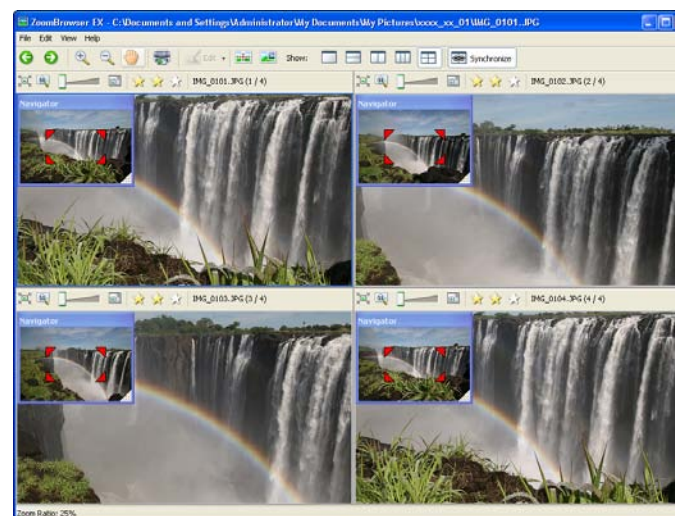 ZoomBrowser EX - C:\Documents and Settings\Administrator\My Documents\My Pictures\xxxx_xx_01\IMG_0101.JPG
File Edit View Help
Edit Show: Synchronize
IMG_0101.JPG (1 / 4)
IMG_0102.JPG (2 / 4)
Navigator
Navigator
IMG_0103.JPG (3 / 4)
IMG_0104.JPG (4 / 4)
Navigator
Navigator
Zoom Ratio: 25%